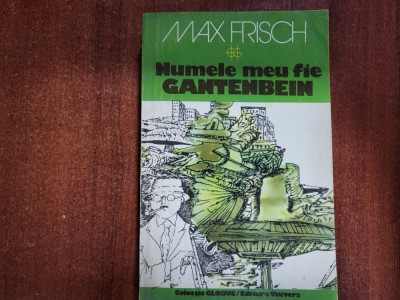 MAX FRISCH
Numele meu fie
GANTENBEIN
Colecția GLOBUS/Editura Univers